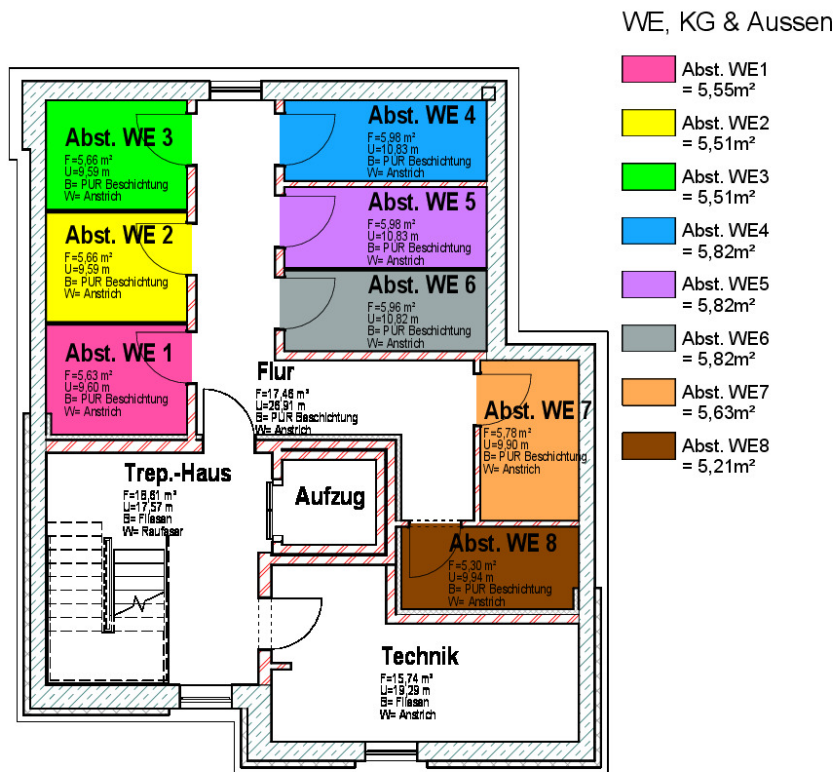 WE, KG & Aussen
Abst. WE1
= 5,55m²
Abst. WE2
= 5,51m²
Abst. WE3
= 5,51m²
Abst. WE4
= 5,82m²
Abst. WE5
= 5,82m²
Abst. WE6
= 5,82m²
Abst. WE7
= 5,63m²
Abst. WE8
= 5,21m²
Abst. WE 3
F=5,66 m²
U=9,59 m
B= PUR Beschichtung
W= Anstrich
Abst. WE 4
F=5,98 m²
U=10,83 m
B= PUR Beschichtung
W= Anstrich
Abst. WE 2
F=5,66 m²
U=9,59 m
B= PUR Beschichtung
W= Anstrich
Abst. WE 5
F=5,98 m²
U=10,83 m
B= PUR Beschichtung
W= Anstrich
Abst. WE 6
F=5,96 m²
U=10,82 m
B= PUR Beschichtung
W= Anstrich
Abst. WE 1
F=5,63 m²
U=9,60 m
B= PUR Beschichtung
W= Anstrich
Flur
F=17,46 m²
U=26,91 m
B= PUR Beschichtung
W= Anstrich
Abst. WE 7
F=5,78 m²
U=9,90 m
B= PUR Beschichtung
W= Anstrich
Trep.-Haus
F=18,61 m²
U=17,57 m
B= Fliesen
W= Raufaser
Aufzug
Abst. WE 8
F=5,30 m²
U=9,94 m
B= PUR Beschichtung
W= Anstrich
Technik
F=15,74 m²
U=19,29 m
B= Fliesen
W= Anstrich